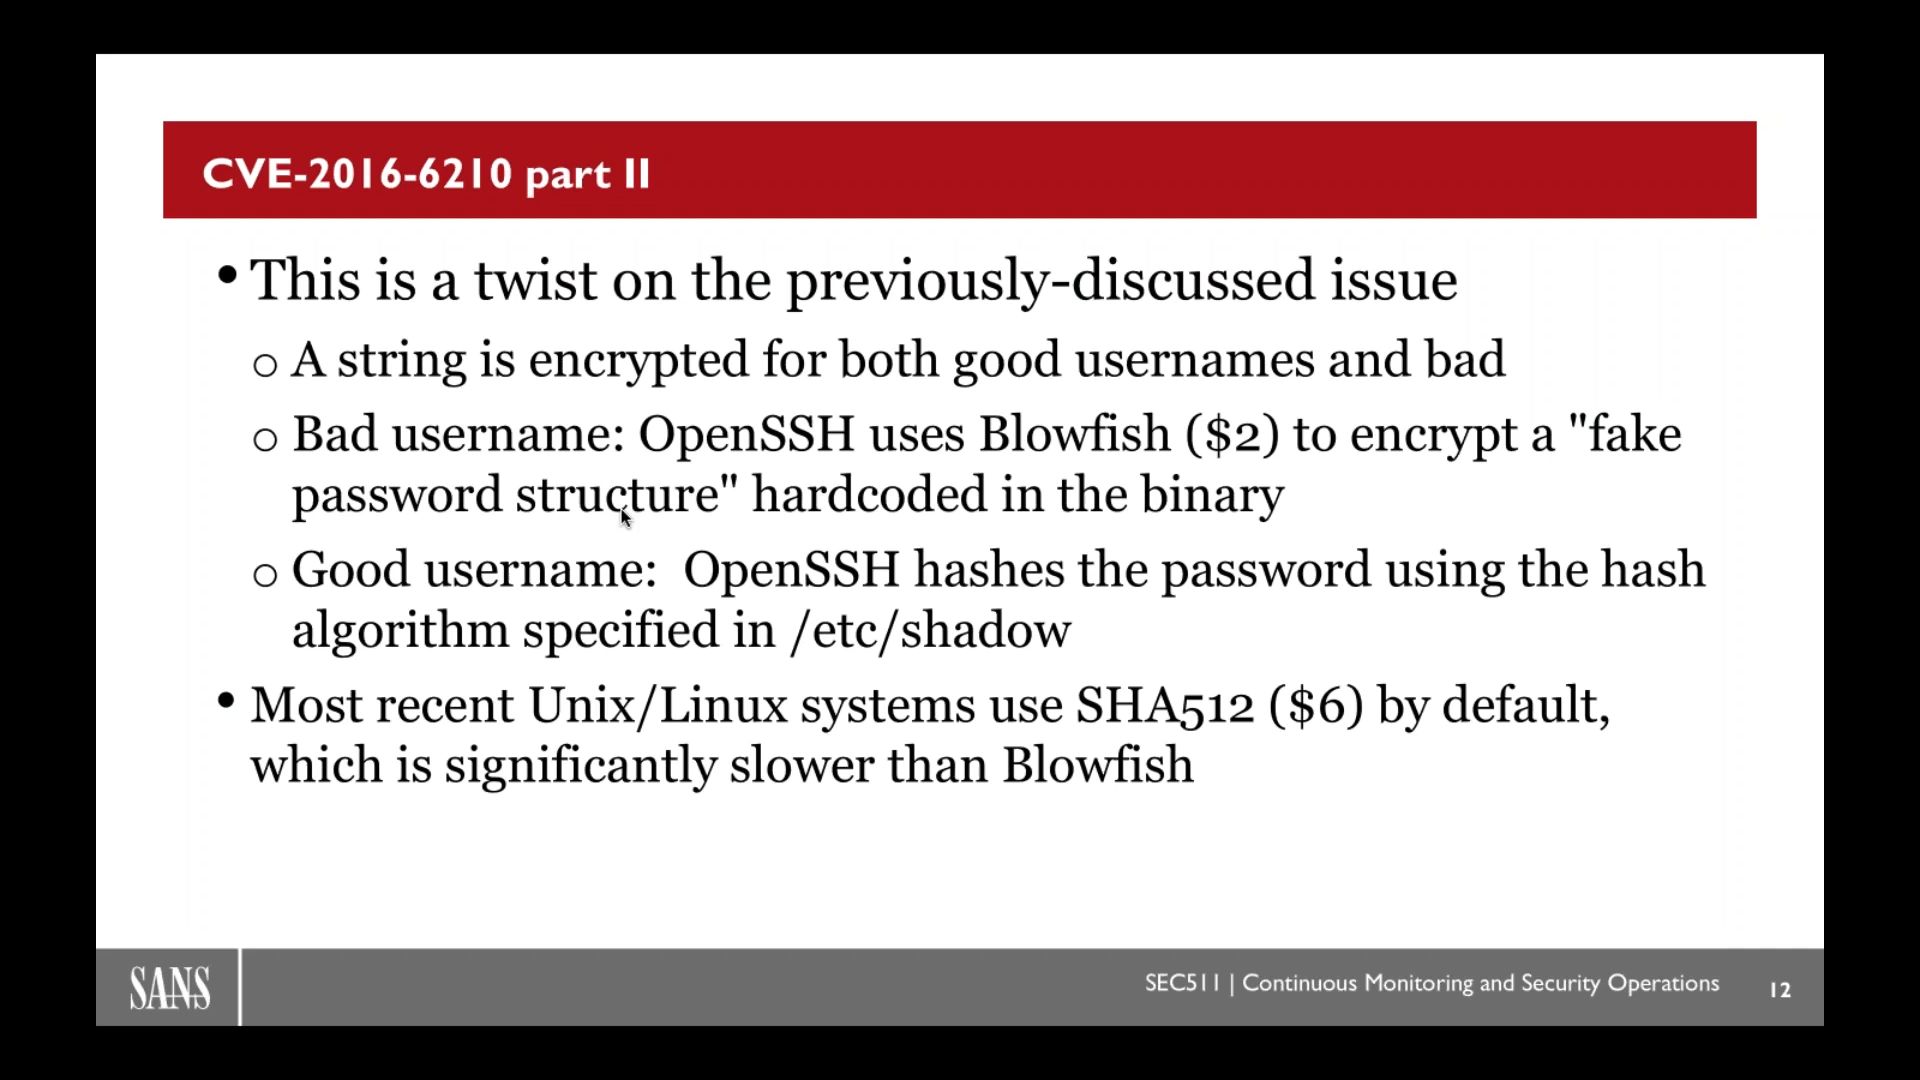 CVE-2016-6210 part II
• This is a twist on the previously-discussed issue
o A string is encrypted for both good usernames and bad
o Bad username: OpenSSH uses Blowfish ($2) to encrypt a "fake
password structure" hardcoded in the binary
o Good username:  OpenSSH hashes the password using the hash
algorithm specified in /etc/shadow
• Most recent Unix/Linux systems use SHA512 ($6) by default,
which is significantly slower than Blowfish
SANS
SEC511 | Continuous Monitoring and Security Operations
12